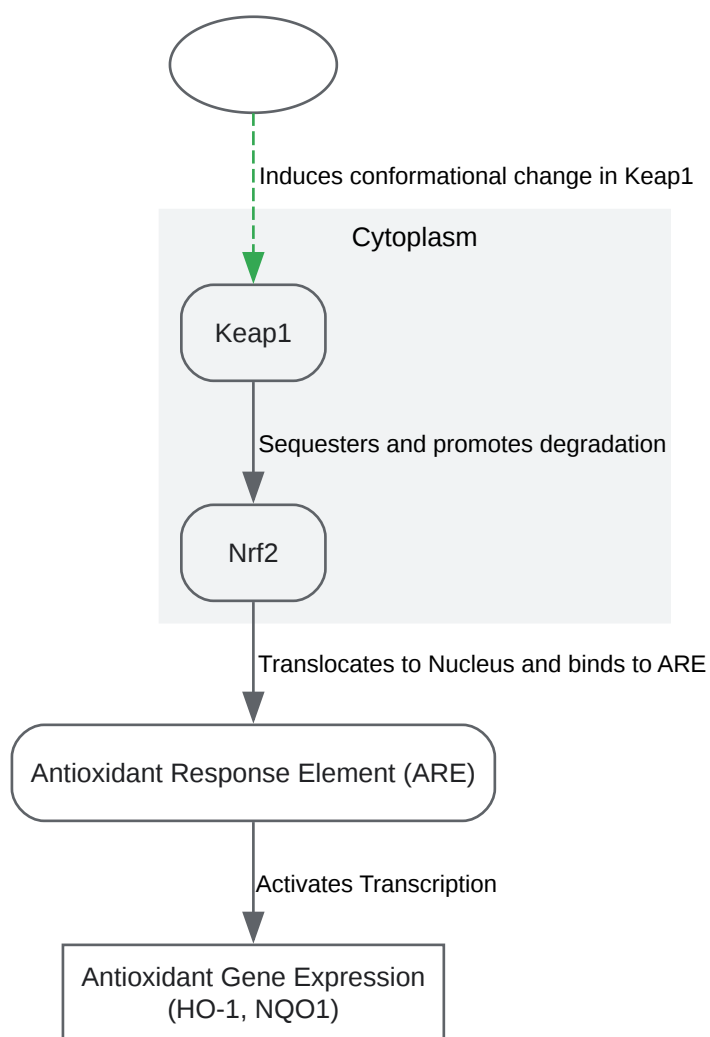 Induces conformational change in Keap1
Cytoplasm
Keap1
Sequesters and promotes degradation
Nrf2
Translocates to Nucleus and binds to ARE
Antioxidant Response Element (ARE)
Activates Transcription
Antioxidant Gene Expression
(HO-1, NQO1)